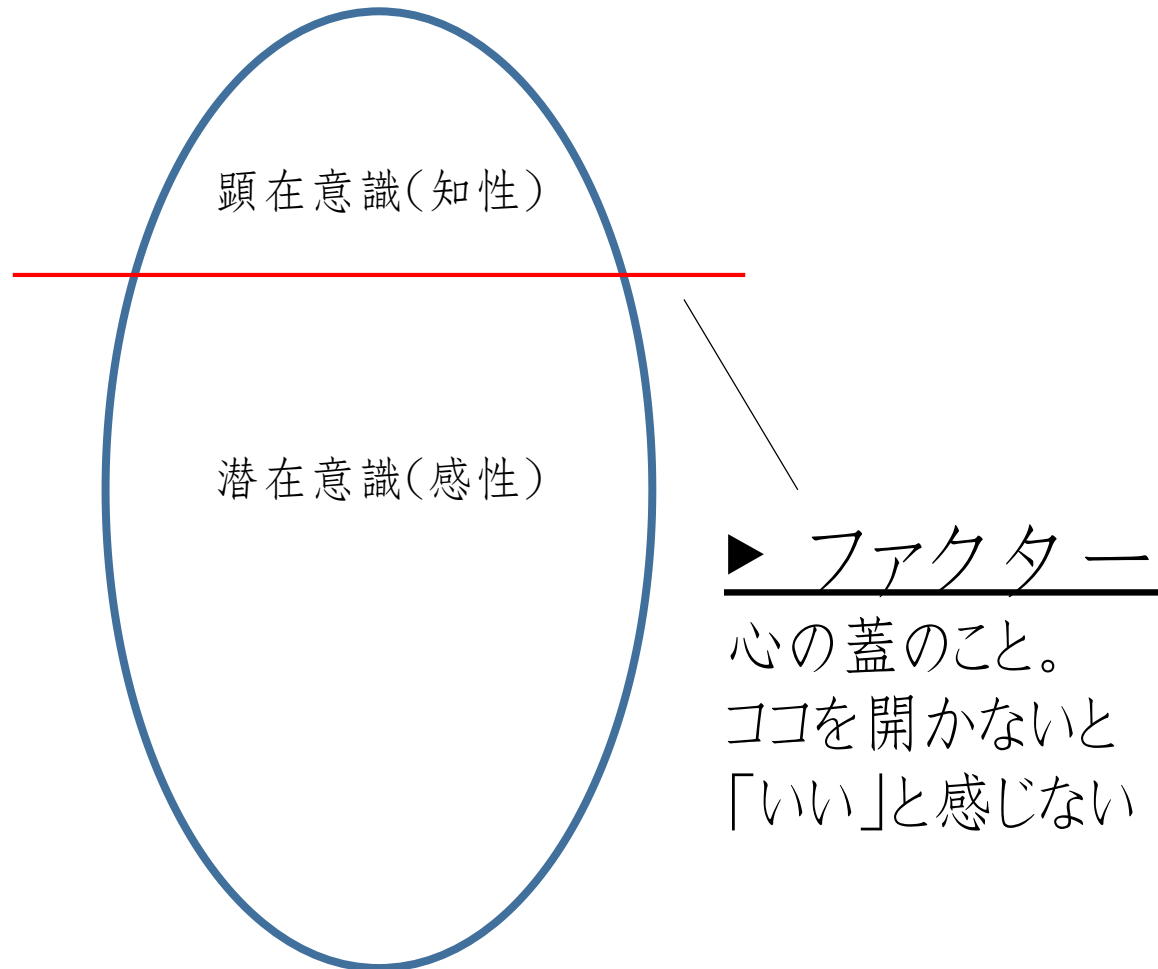 顕在意識(知性)
潜在意識(感性)
▶ ファクター
心の蓋のこと。
ココを開かないと
「いい」と感じない